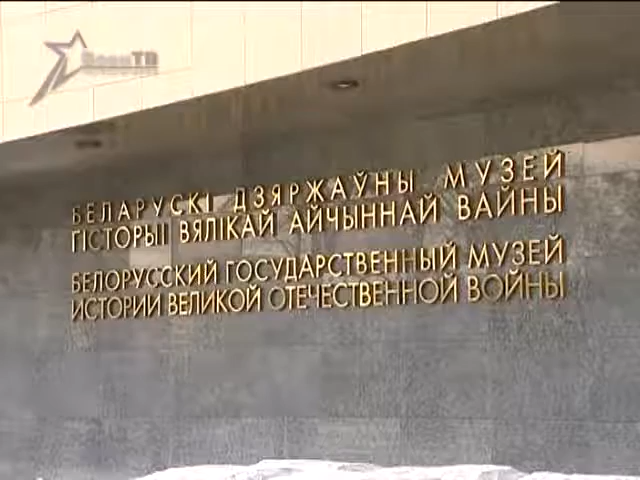 БЕЛАРУСКІ ДЗЯРЖАЎНЫ МУЗЕЙ
ГІСТОРЫІ ВЯЛІКАЙ АЙЧЫННАЙ ВАЙНЫ
БЕЛОРУССКИЙ ГОСУДАРСТВЕННЫЙ МУЗЕЙ
ИСТОРИИ ВЕЛИКОЙ ОТЕЧЕСТВЕННОЙ ВОЙНЫ